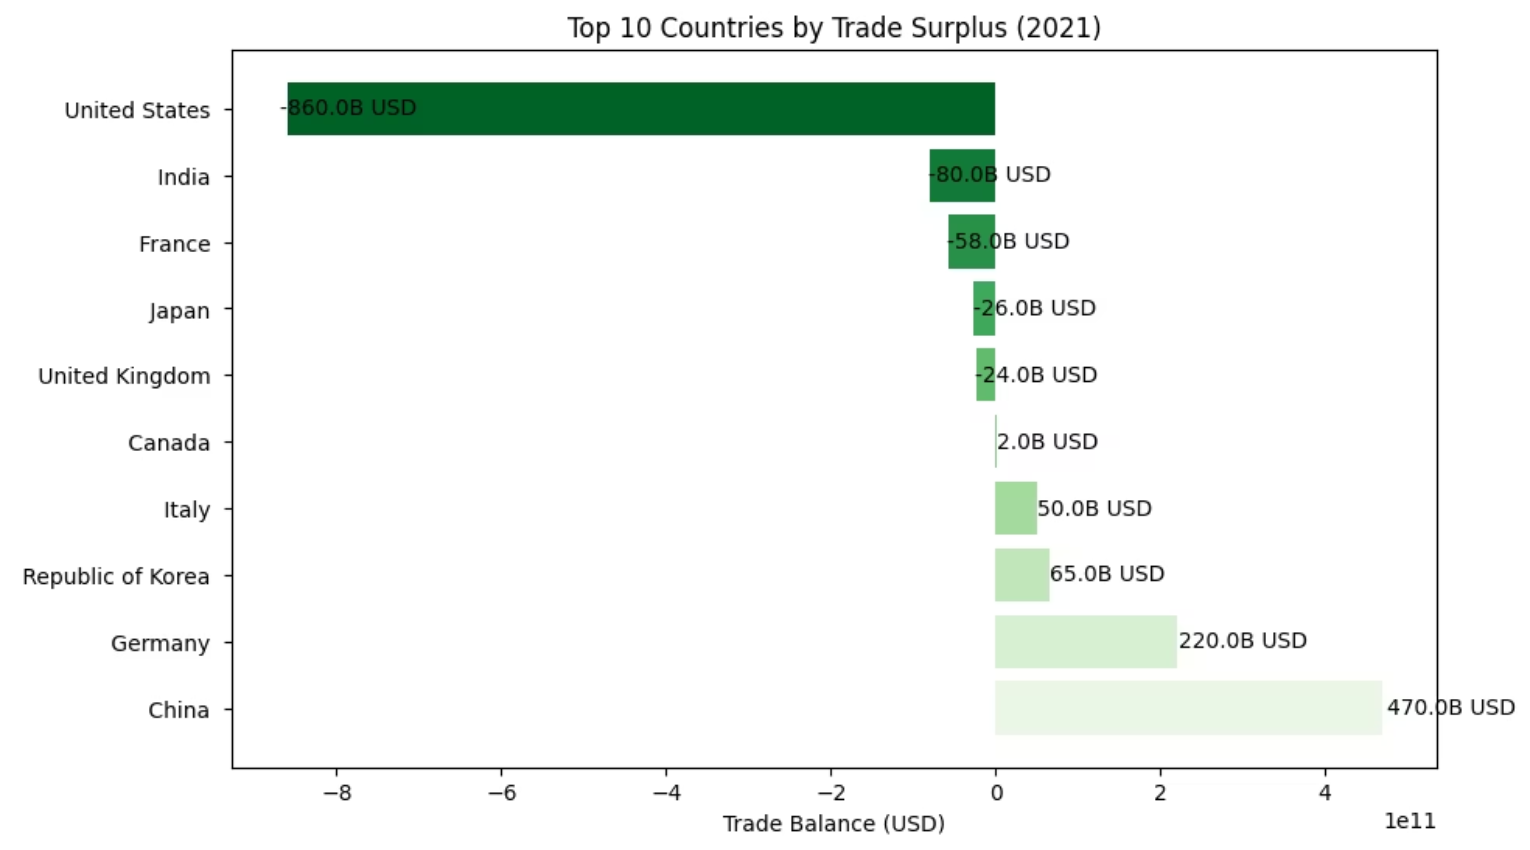 Top 10 Countries by Trade Surplus (2021)
United States -860.0B USD
India -80.0B USD
France -58.0B USD
Japan -26.0B USD
United Kingdom -24.0B USD
Canada 2.0B USD
Italy 50.0B USD
Republic of Korea 65.0B USD
Germany 220.0B USD
China 470.0B USD
−8 −6 −4 −2 0 2 4
1e11
Trade Balance (USD)